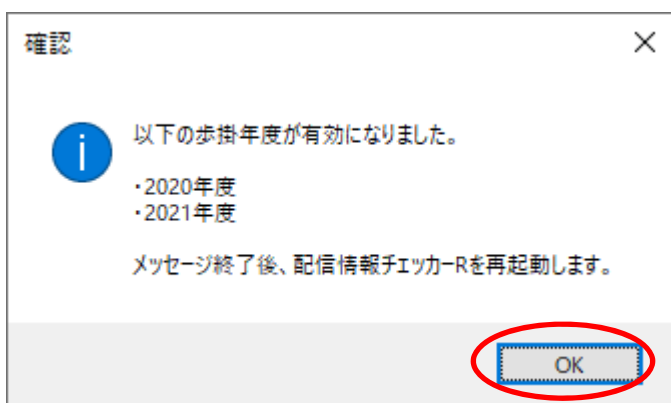 確認
以下の歩掛年度が有効になりました。
・2020年度
・2021年度
メッセージ終了後、配信情報チェッカーRを再起動します。
OK